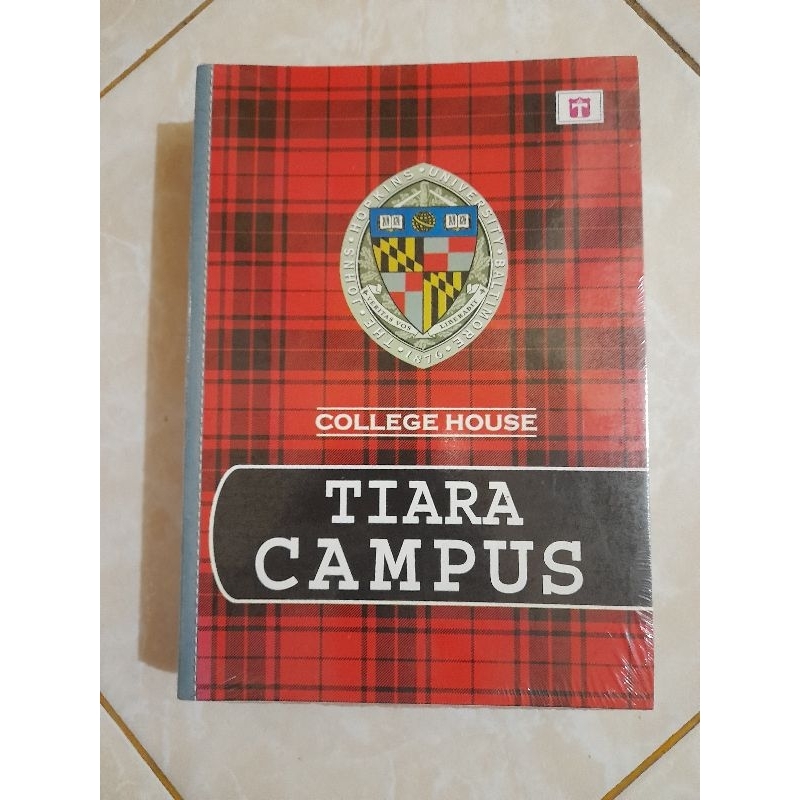 THE · JOHNS · HOPKINS · UNIVERSITY · BALTIMORE · 1876 ·
VERITAS VOS LIBERABIT
COLLEGE HOUSE
TIARA
CAMPUS